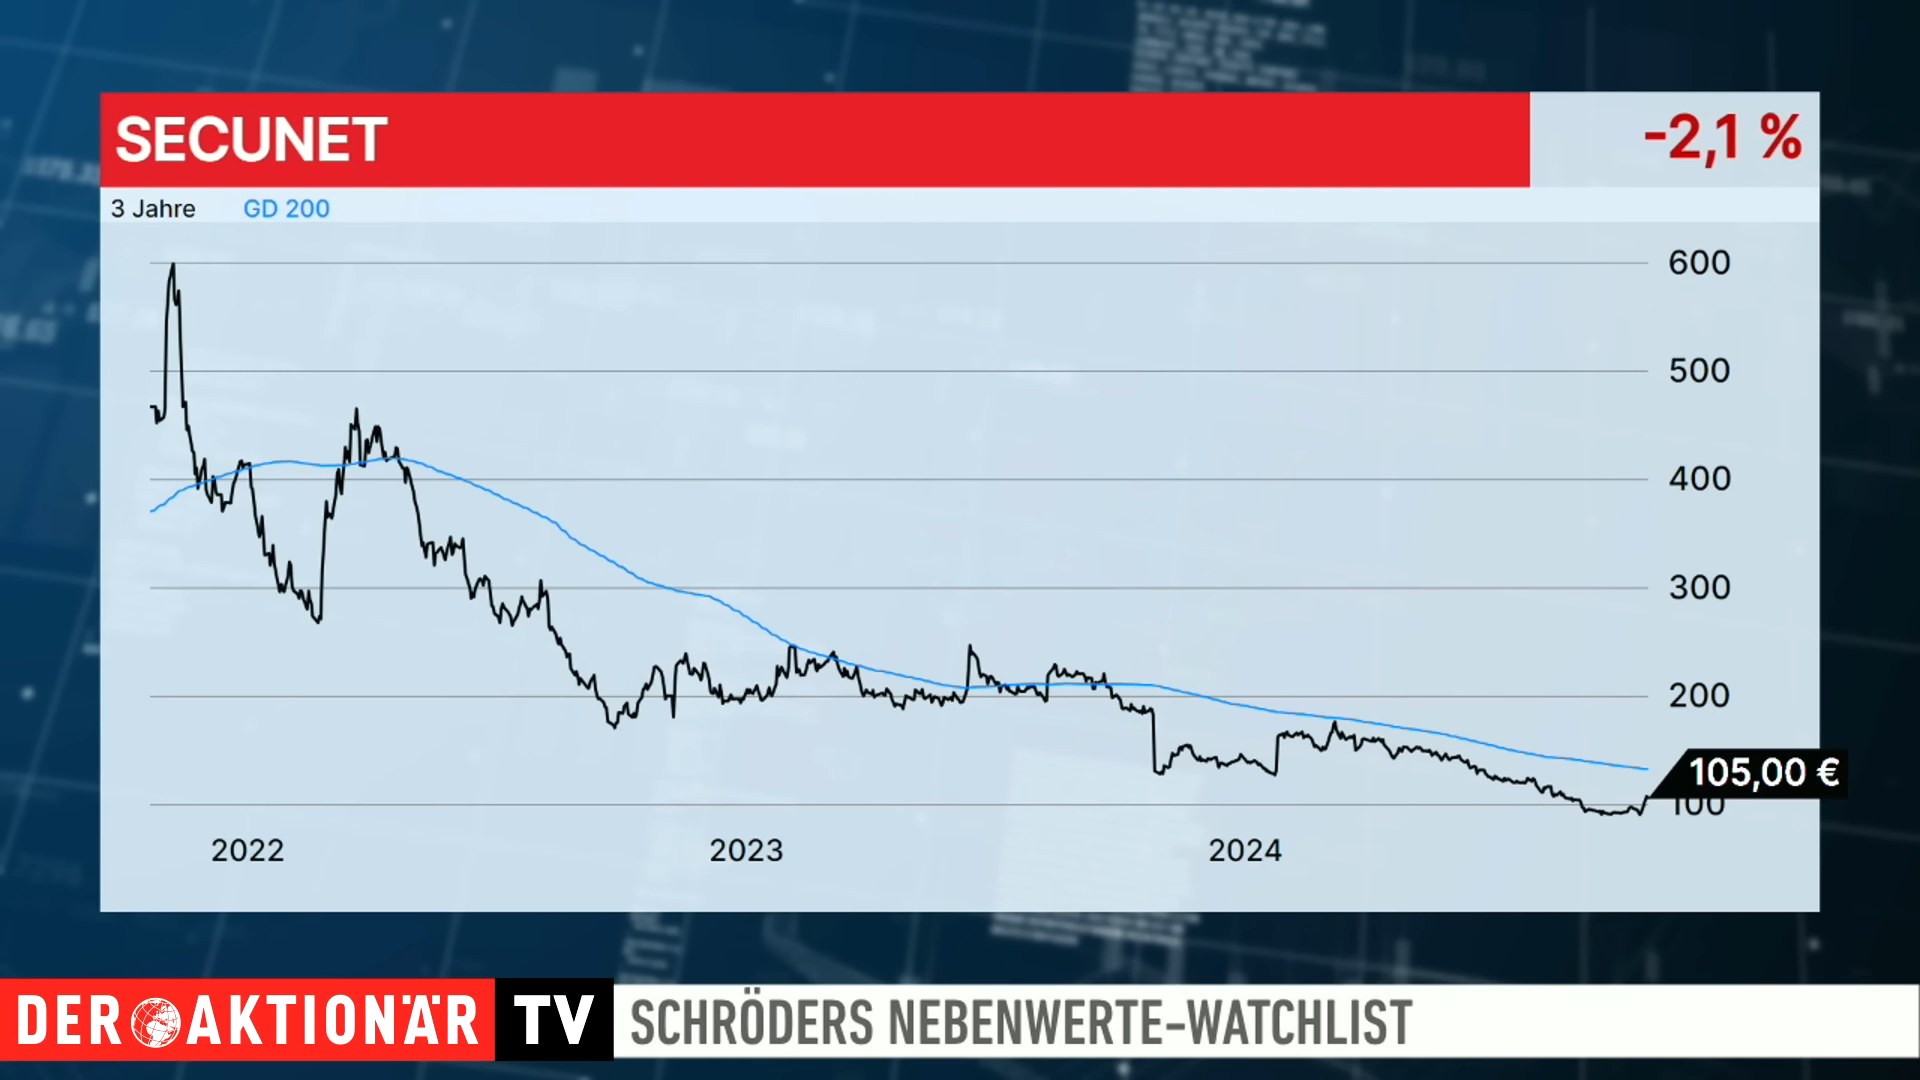 SECUNET
-2,1 %
3 Jahre GD 200
600
500
400
300
200
105,00 €
100
2022 2023 2024
DER AKTIONÄR TV SCHRÖDERS NEBENWERTE-WATCHLIST